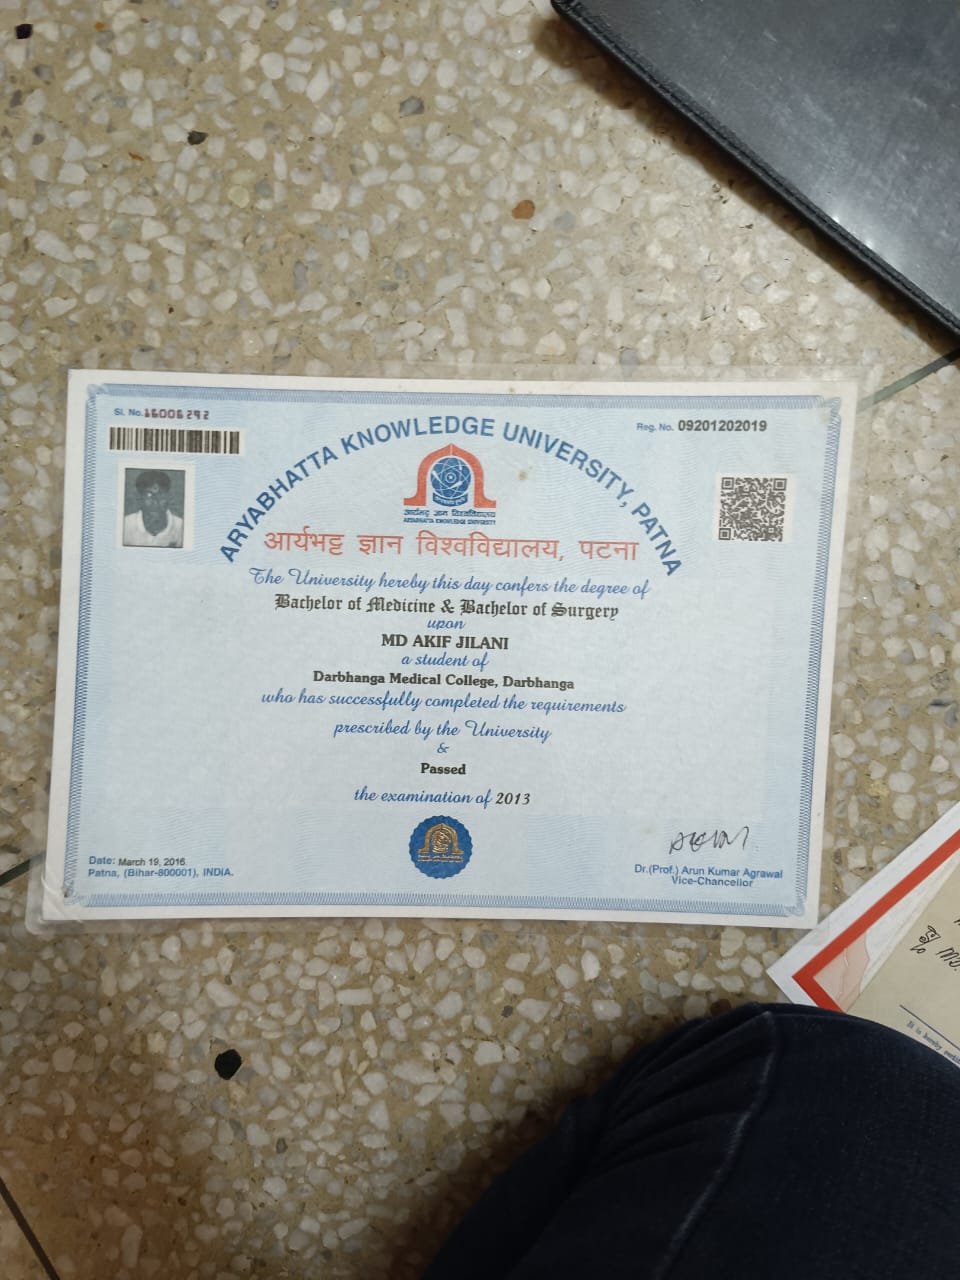 Sl. No. 16006292
Reg. No. 09201202019
ARYABHATTA KNOWLEDGE UNIVERSITY, PATNA
आर्यभट्ट ज्ञान विश्वविद्यालय
ARYABHATTA KNOWLEDGE UNIVERSITY
आर्यभट्ट ज्ञान विश्वविद्यालय, पटना
The University hereby this day confers the degree of
Bachelor of Medicine & Bachelor of Surgery
upon
MD AKIF JILANI
a student of
Darbhanga Medical College, Darbhanga
who has successfully completed the requirements
prescribed by the University
&
Passed
the examination of 2013
Date: March 19, 2016.
Patna, (Bihar-800001), INDIA.
Dr.(Prof.) Arun Kumar Agrawal
Vice-Chancellor
It is hereby